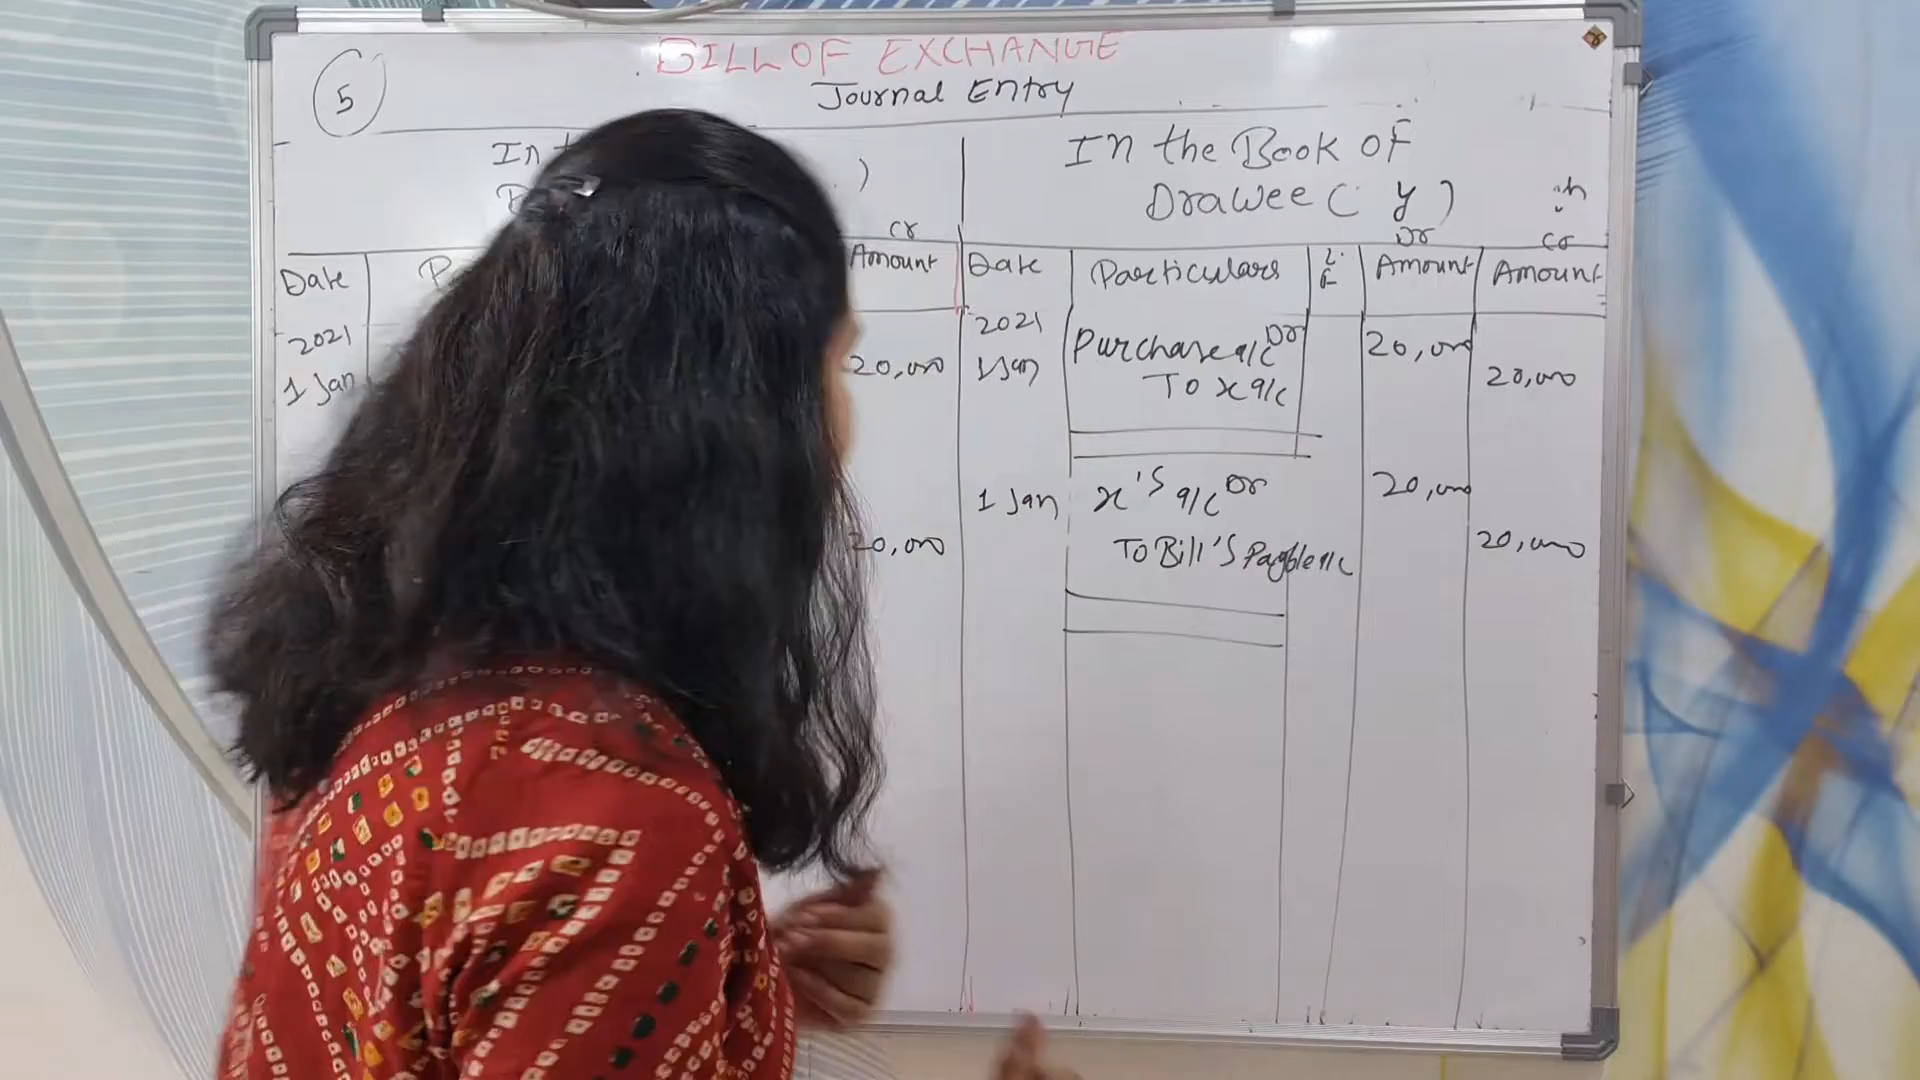 BILL OF EXCHANGE
Journal Entry
5
In
)
cr
Date
Amount
2021
1 Jan
20,000
20,000
In the Book of
Drawee ( y )
Dr
cr
Date Particulars L.F Amount Amount
2021
1 Jan Purchase a/c Dr 20,000
To x a/c 20,000
1 Jan x's a/c Dr 20,000
To Bill's Payble a/c 20,000